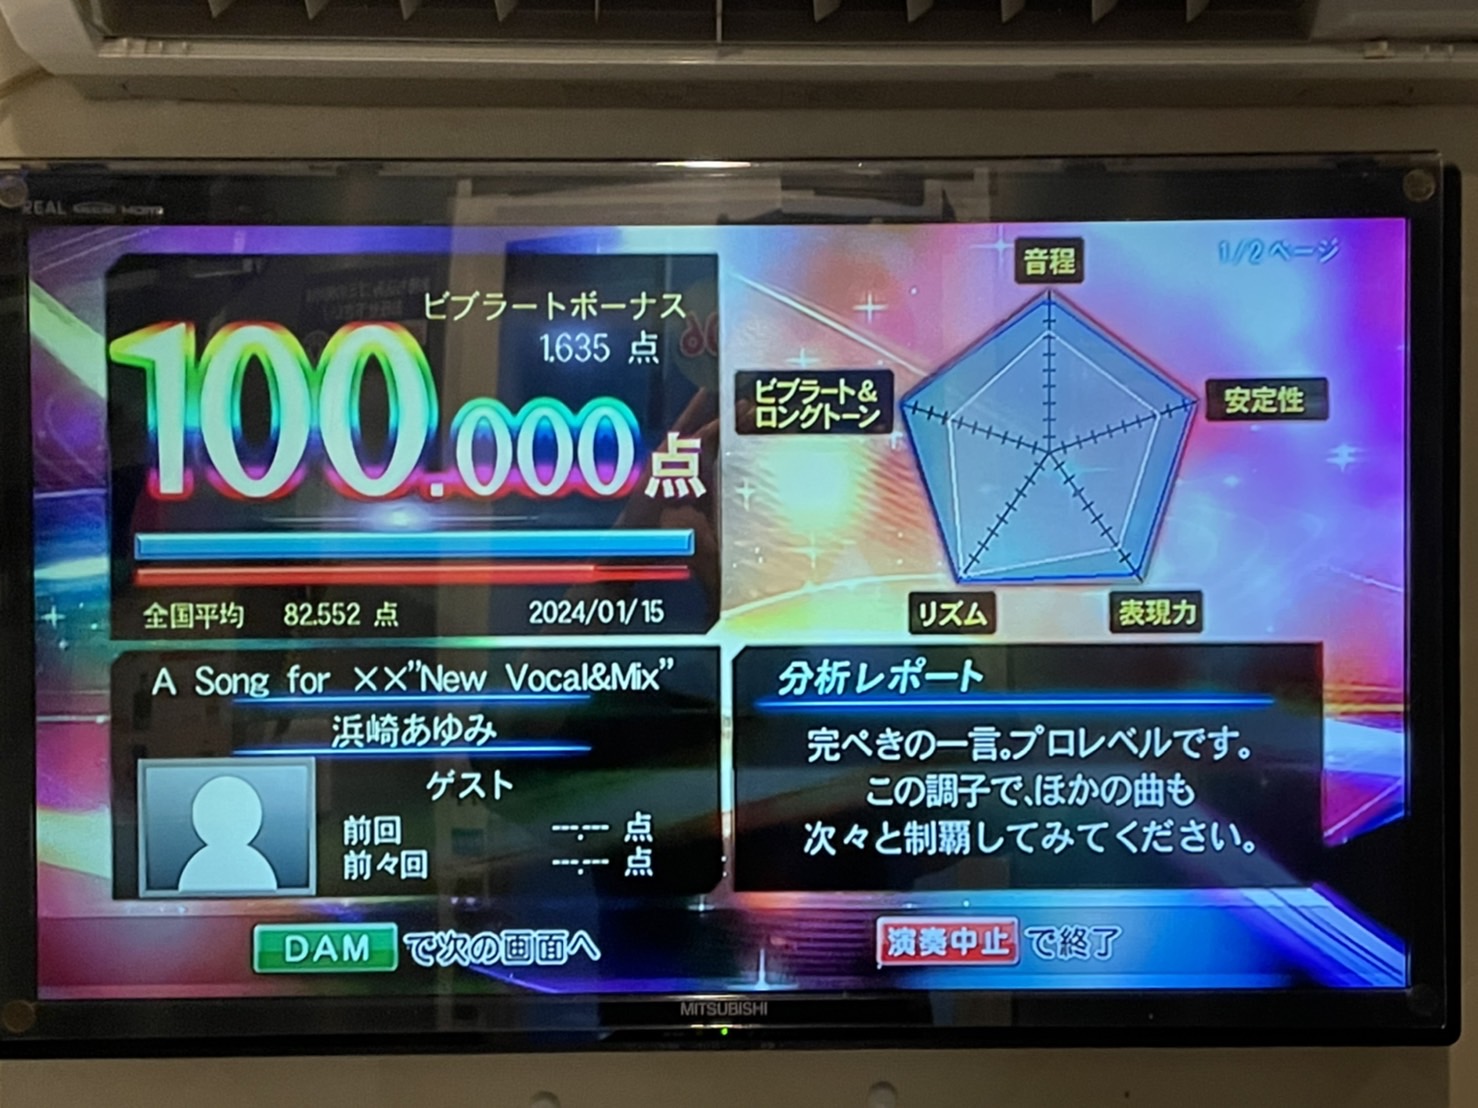 REAL
1/2ページ
ビブラートボーナス
1.635 点
100.000点
全国平均 82.552 点 2024/01/15
音程
ビブラート&
ロングトーン
安定性
リズム
表現力
A Song for ××”New Vocal&Mix”
浜崎あゆみ
ゲスト
前回 ---.--- 点
前々回 ---.--- 点
分析レポート
完ぺきの一言。プロレベルです。
この調子で、ほかの曲も
次々と制覇してみてください。
DAM で次の画面へ
演奏中止 で終了
MITSUBISHI